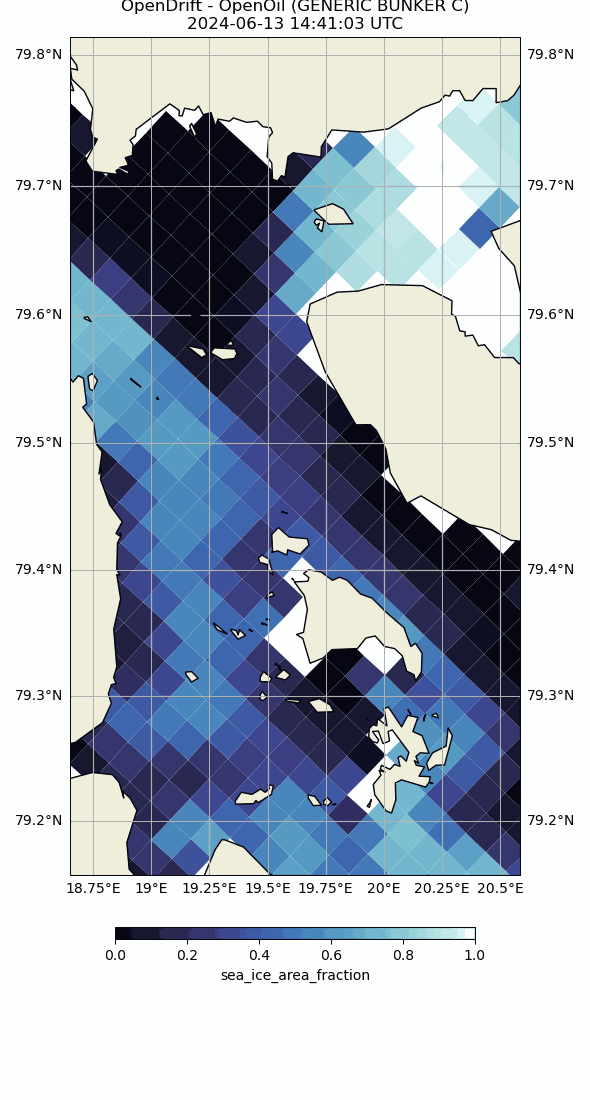 OpenDrift - OpenOil (GENERIC BUNKER C)
2024-06-13 14:41:03 UTC
79.8°N 79.8°N
79.7°N 79.7°N
79.6°N 79.6°N
79.5°N 79.5°N
79.4°N 79.4°N
79.3°N 79.3°N
79.2°N 79.2°N
18.75°E 19°E 19.25°E 19.5°E 19.75°E 20°E 20.25°E 20.5°E
0.0 0.2 0.4 0.6 0.8 1.0
sea_ice_area_fraction